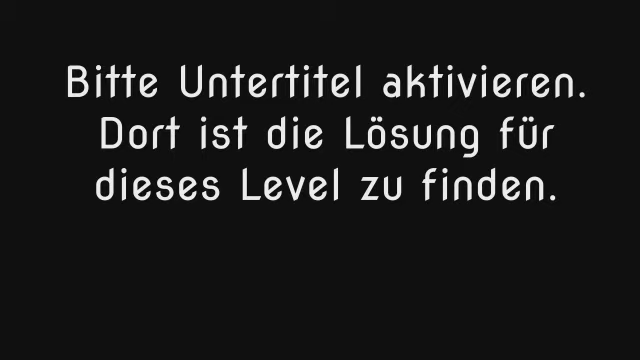 Bitte Untertitel aktivieren.
Dort ist die Lösung für
dieses Level zu finden.